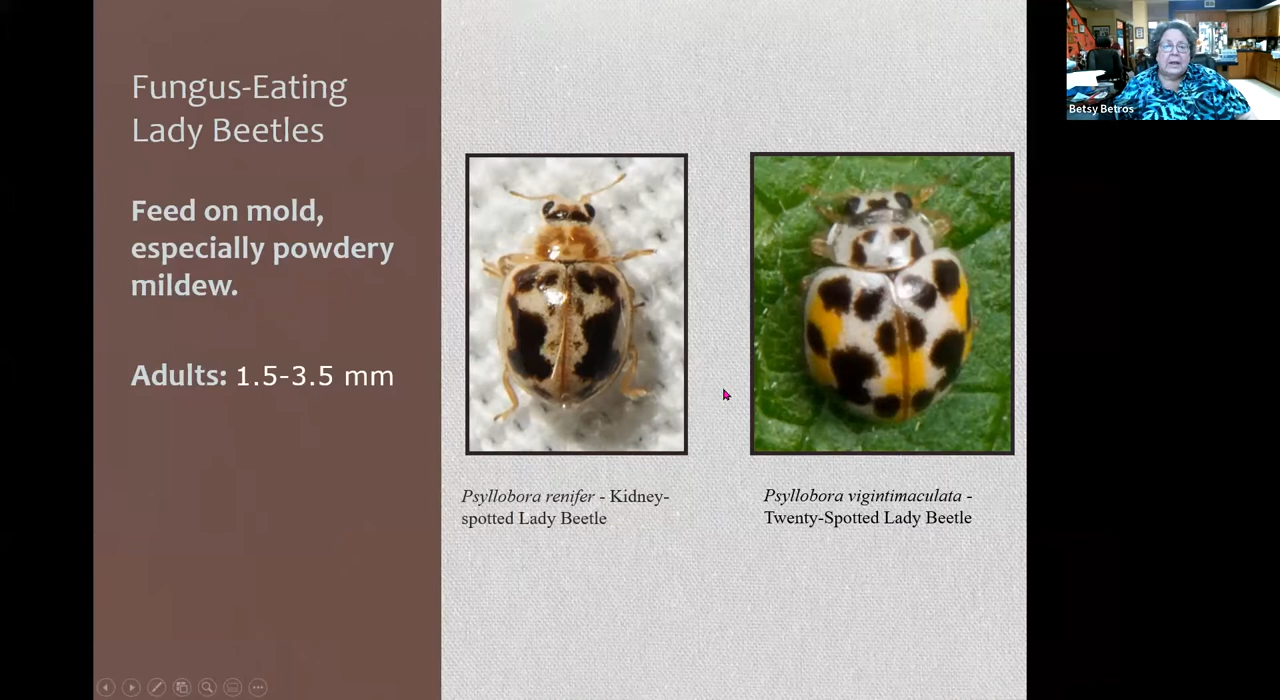 Fungus-Eating
Lady Beetles
Feed on mold,
especially powdery
mildew.
Adults: 1.5-3.5 mm
Psyllobora renifer - Kidney-
spotted Lady Beetle
Psyllobora vigintimaculata -
Twenty-Spotted Lady Beetle
Betsy Betros